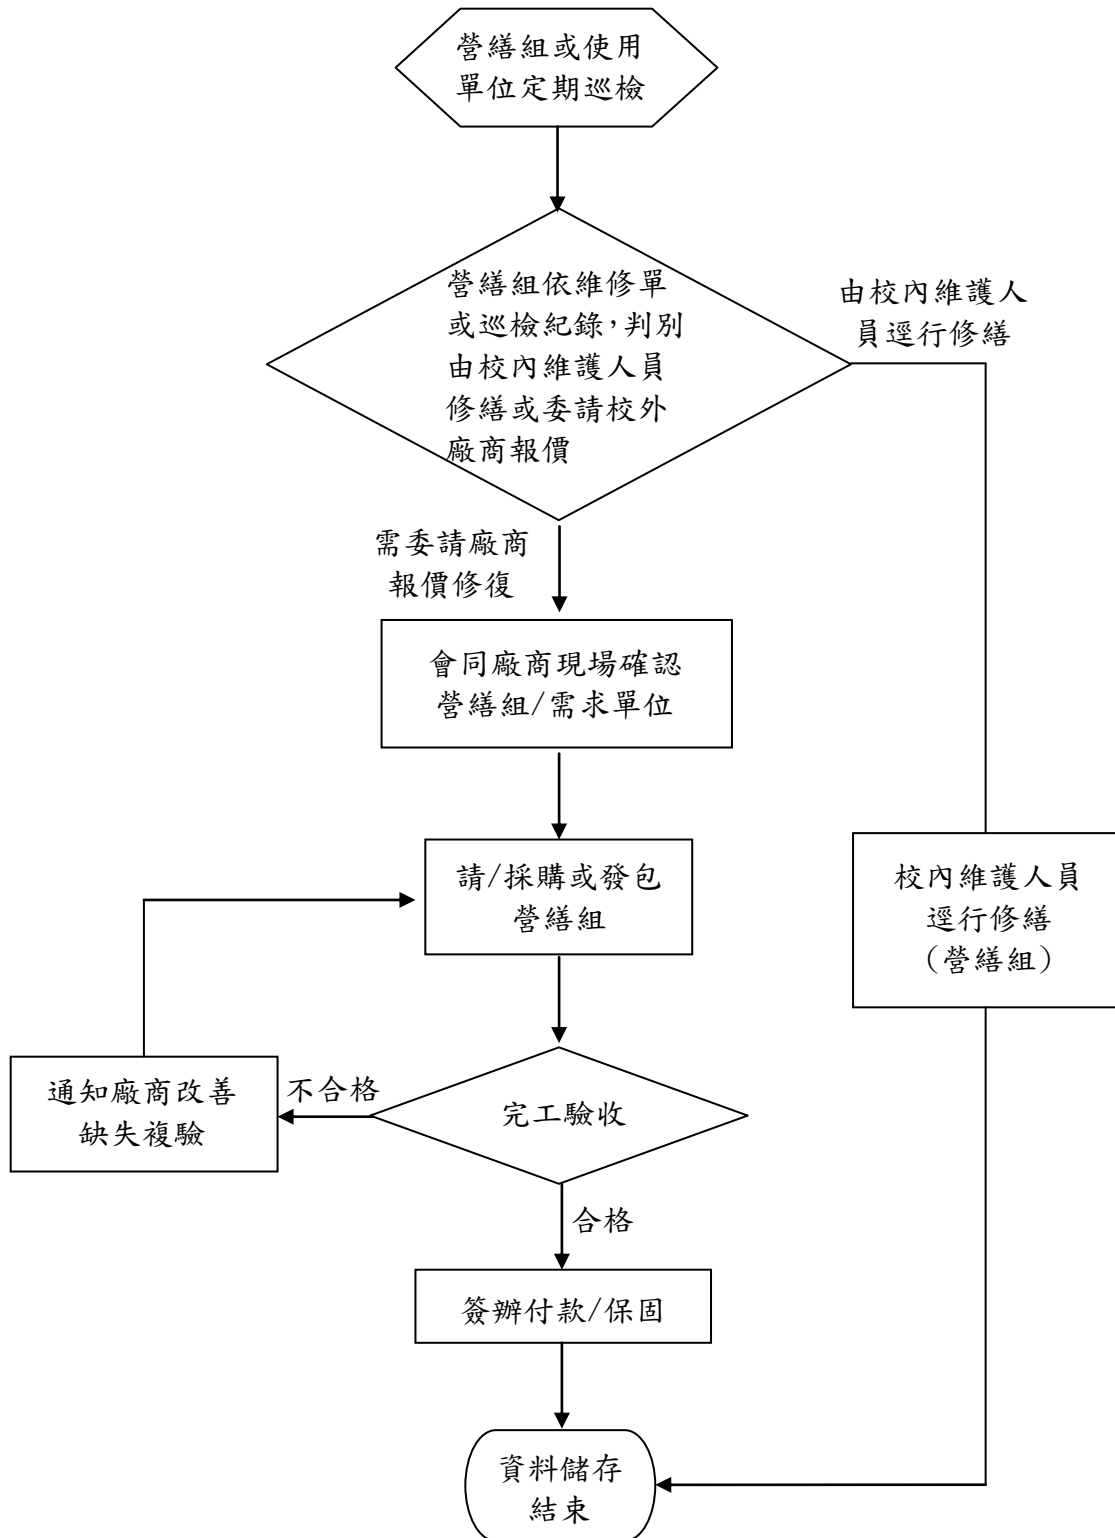 營繕組或使用
單位定期巡檢
營繕組依維修單
或巡檢紀錄，判別
由校內維護人員
修繕或委請校外
廠商報價
由校內維護人
員逕行修繕
需委請廠商
報價修復
會同廠商現場確認
營繕組/需求單位
請/採購或發包
營繕組
校內維護人員
逕行修繕
(營繕組)
通知廠商改善
缺失複驗
不合格
完工驗收
合格
簽辦付款/保固
資料儲存
結束